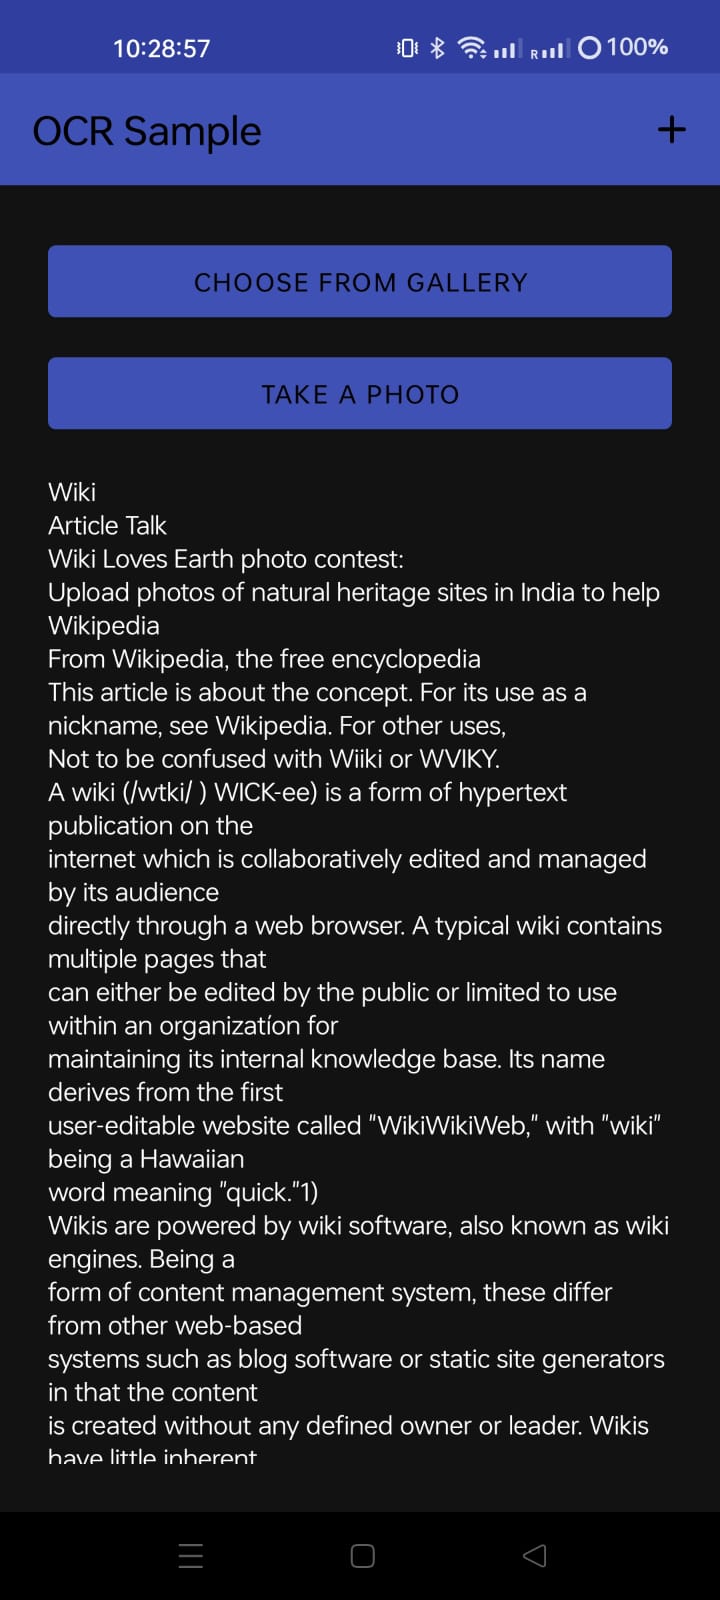 10:28:57
R
100%
OCR Sample
+
CHOOSE FROM GALLERY
TAKE A PHOTO
Wiki
Article Talk
Wiki Loves Earth photo contest:
Upload photos of natural heritage sites in India to help
Wikipedia
From Wikipedia, the free encyclopedia
This article is about the concept. For its use as a
nickname, see Wikipedia. For other uses,
Not to be confused with Wiiki or WVIKY.
A wiki (/wtki/ ) WICK-ee) is a form of hypertext
publication on the
internet which is collaboratively edited and managed
by its audience
directly through a web browser. A typical wiki contains
multiple pages that
can either be edited by the public or limited to use
within an organizatíon for
maintaining its internal knowledge base. Its name
derives from the first
user-editable website called "WikiWikiWeb," with "wiki"
being a Hawaiian
word meaning "quick."1)
Wikis are powered by wiki software, also known as wiki
engines. Being a
form of content management system, these differ
from other web-based
systems such as blog software or static site generators
in that the content
is created without any defined owner or leader. Wikis
have little inherent